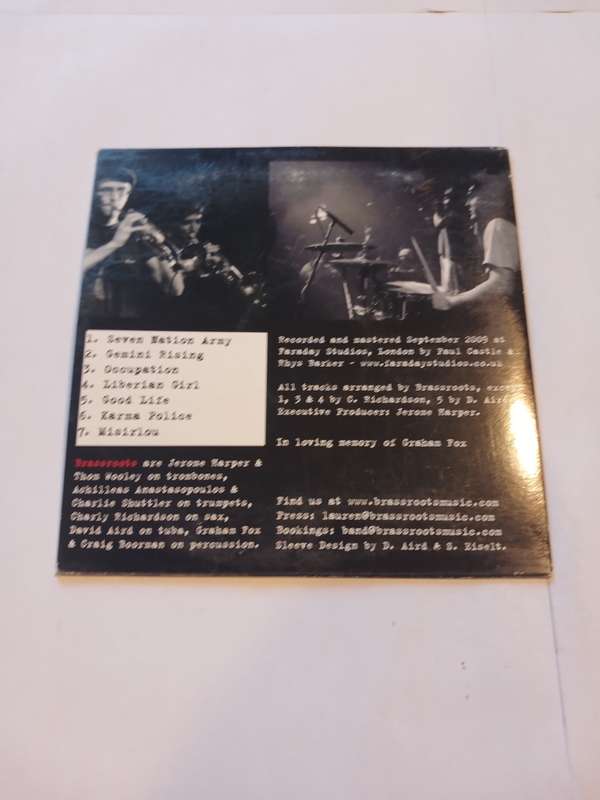 1. Seven Nation Army
2. Gemini Rising
3. Occupation
4. Liberian Girl
5. Good Life
6. Karma Police
7. Misirlou
Brassroots are Jerome Harper &
Thom Wooley on trombones,
Achilleas Anastasopoulos &
Charlie Shuttler on trumpets,
Charly Richardson on sax,
David Aird on tuba, Graham Fox
& Craig Boorman on percussion.
Recorded and mastered September 2009 at
Faraday Studios, London by Paul Castle &
Rhys Barker - www.faradaystudios.co.uk
All tracks arranged by Brassroots, except
1, 3 & 4 by C. Richardson, 5 by D. Aird
Executive Producer: Jerome Harper.
In loving memory of Graham Fox
Find us at www.brassrootsmusic.com
Press: lauren@brassrootsmusic.com
Bookings: band@brassrootsmusic.com
Sleeve Design by D. Aird & S. Eiselt.